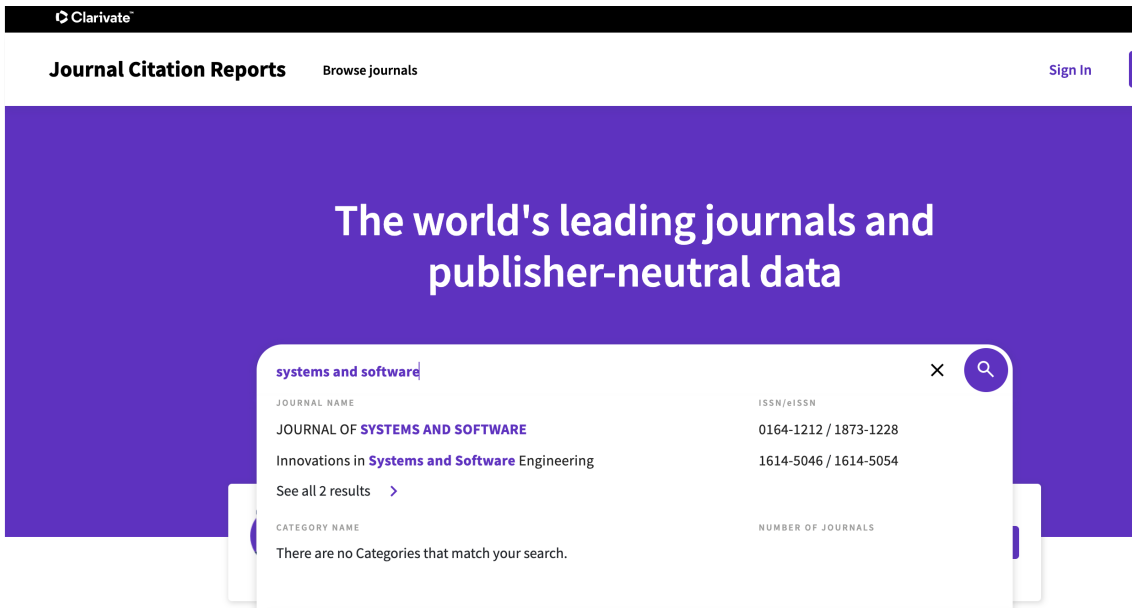 Clarivate™
Journal Citation Reports Browse journals Sign In
The world's leading journals and
publisher-neutral data
systems and software
JOURNAL NAME ISSN/eISSN
JOURNAL OF SYSTEMS AND SOFTWARE 0164-1212 / 1873-1228
Innovations in Systems and Software Engineering 1614-5046 / 1614-5054
See all 2 results
CATEGORY NAME NUMBER OF JOURNALS
There are no Categories that match your search.